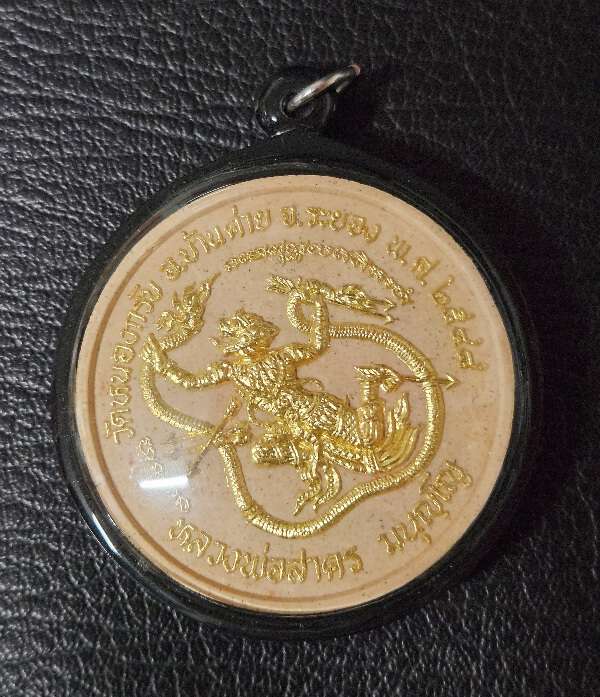 วัดหนองกรับ อ.บ้านค่าย จ.ระยอง พ.ศ.๒๕๔๘
หลวงพ่อสาคร มนุญฺโญ